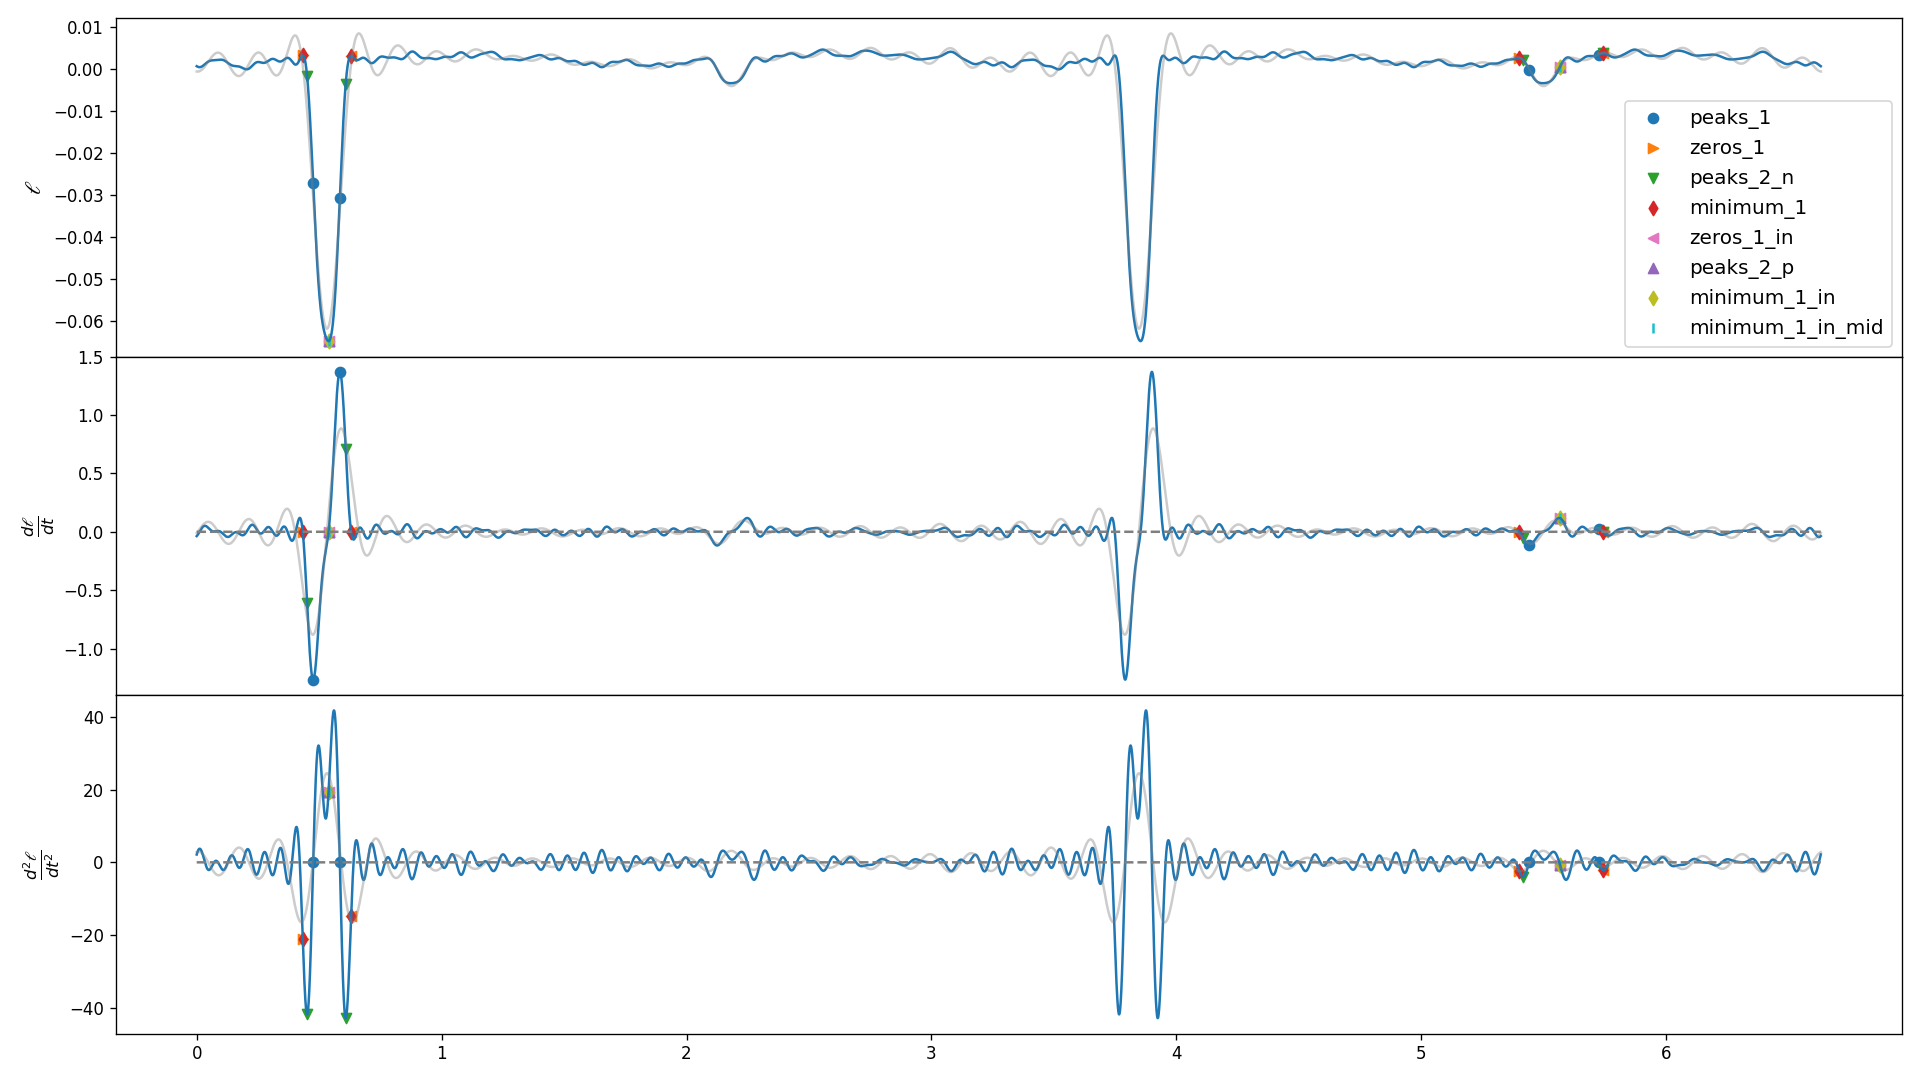 0.01
0.00
−0.01
−0.02
−0.03
−0.04
−0.05
−0.06
ℓ
peaks_1
zeros_1
peaks_2_n
minimum_1
zeros_1_in
peaks_2_p
minimum_1_in
minimum_1_in_mid
1.5
1.0
0.5
0.0
−0.5
−1.0
dℓ
dt
40
20
0
−20
−40
d²ℓ
dt²
0 1 2 3 4 5 6